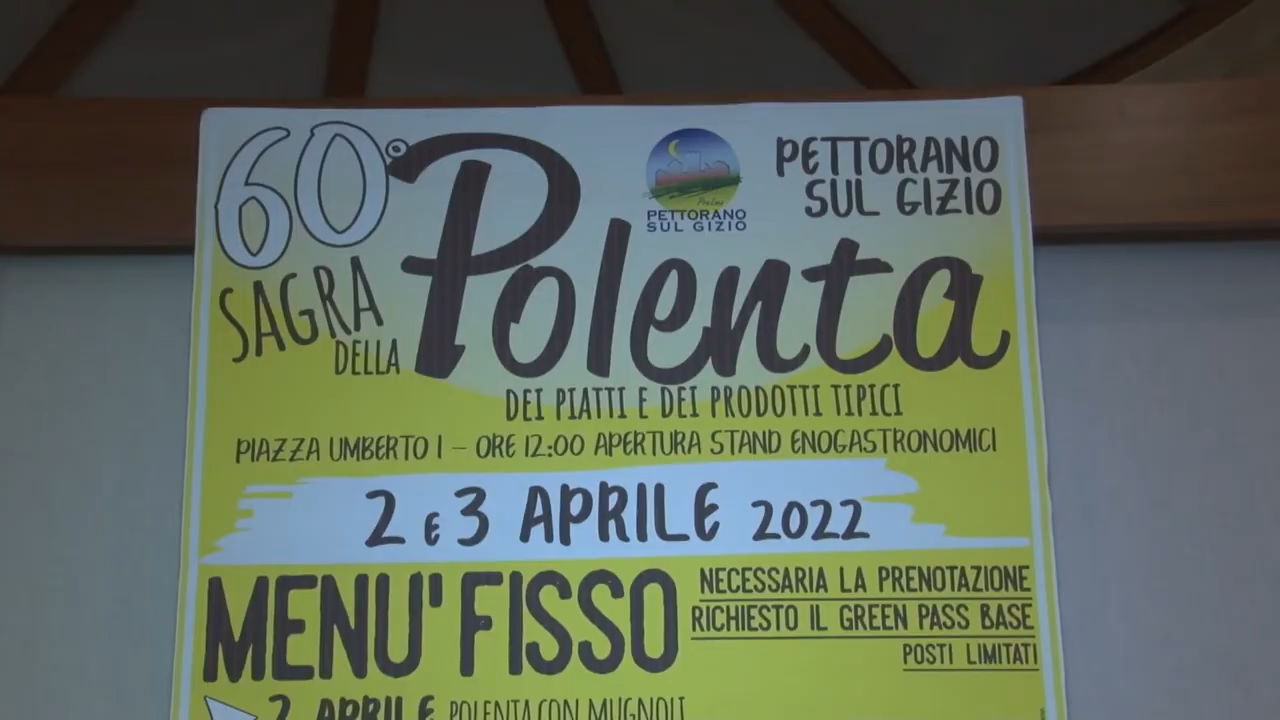 60° SAGRA DELLA Polenta
Pro Loco
PETTORANO
SUL GIZIO
PETTORANO
SUL GIZIO
DEI PIATTI E DEI PRODOTTI TIPICI
PIAZZA UMBERTO I – ORE 12:00 APERTURA STAND ENOGASTRONOMICI
2 E 3 APRILE 2022
MENU' FISSO
NECESSARIA LA PRENOTAZIONE
RICHIESTO IL GREEN PASS BASE
POSTI LIMITATI
2 APRILE POLENTA CON MUGNOLI